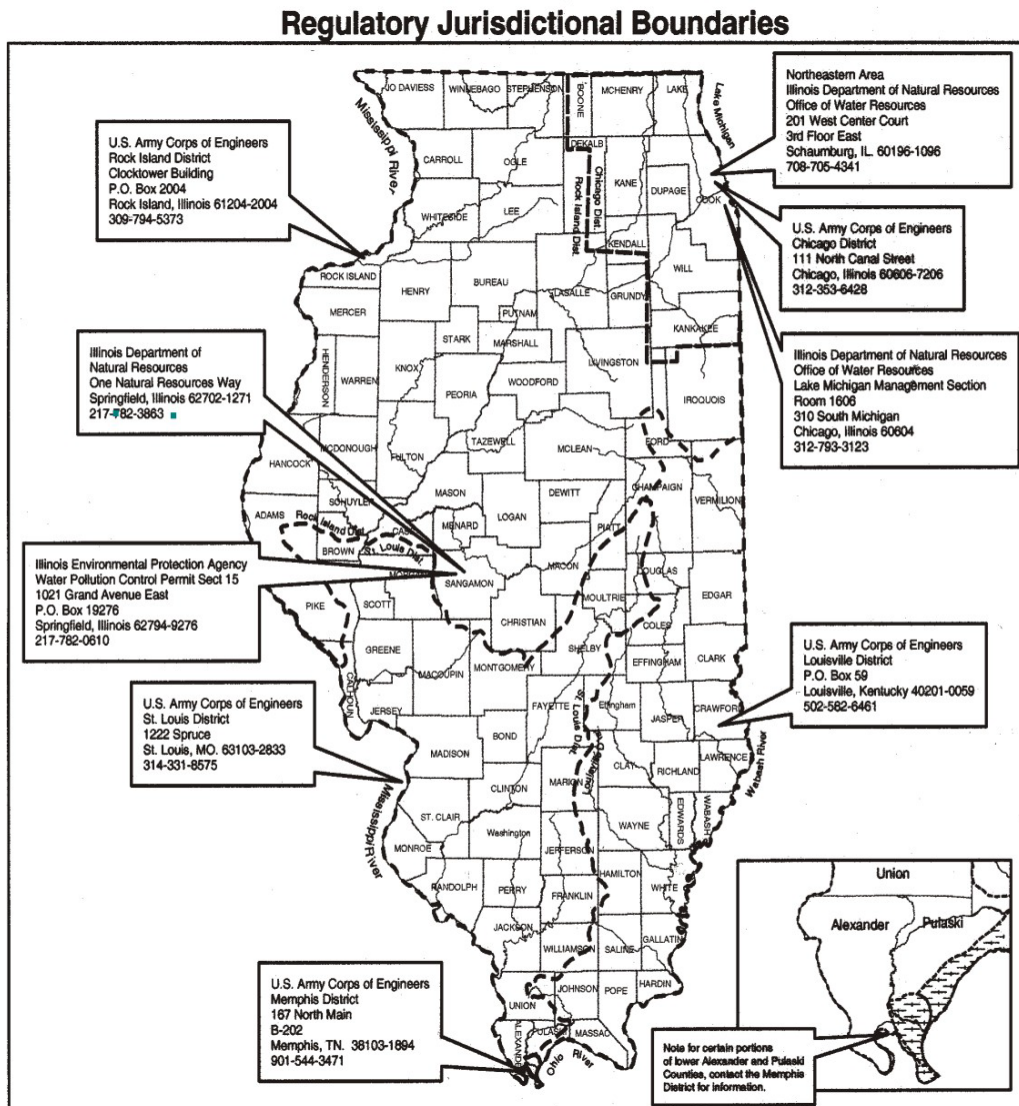 Regulatory Jurisdictional Boundaries
Northeastern Area
Illinois Department of Natural Resources
Office of Water Resources
201 West Center Court
3rd Floor East
Schaumburg, IL. 60196-1096
708-705-4341
U.S. Army Corps of Engineers
Rock Island District
Clocktower Building
P.O. Box 2004
Rock Island, Illinois 61204-2004
309-794-5373
U.S. Army Corps of Engineers
Chicago District
111 North Canal Street
Chicago, Illinois 60606-7206
312-353-6428
Illinois Department of
Natural Resources
One Natural Resources Way
Springfield, Illinois 62702-1271
217-782-3863
Illinois Department of Natural Resources
Office of Water Resources
Lake Michigan Management Section
Room 1606
310 South Michigan
Chicago, Illinois 60604
312-793-3123
Illinois Environmental Protection Agency
Water Pollution Control Permit Sect 15
1021 Grand Avenue East
P.O. Box 19276
Springfield, Illinois 62794-9276
217-782-0610
U.S. Army Corps of Engineers
Louisville District
P.O. Box 59
Louisville, Kentucky 40201-0059
502-582-6461
U.S. Army Corps of Engineers
St. Louis District
1222 Spruce
St. Louis, MO. 63103-2833
314-331-8575
U.S. Army Corps of Engineers
Memphis District
167 North Main
B-202
Memphis, TN. 38103-1894
901-544-3471
JO DAVIESS
WINNEBAGO
STEPHENSON
BOONE
MCHENRY
LAKE
Lake Michigan
Mississippi River
CARROLL
OGLE
DEKALB
KANE
DUPAGE
COOK
Chicago Dist.
Rock Island Dist.
WHITESIDE
LEE
KENDALL
WILL
ROCK ISLAND
HENRY
BUREAU
LASALLE
GRUNDY
MERCER
PUTNAM
KANKAKEE
STARK
MARSHALL
LIVINGSTON
HENDERSON
WARREN
KNOX
PEORIA
WOODFORD
IROQUOIS
MCDONOUGH
FULTON
TAZEWELL
MCLEAN
FORD
HANCOCK
SCHUYLER
MASON
DEWITT
CHAMPAIGN
VERMILION
ADAMS
Rock Island Dist.
CASS
MENARD
LOGAN
PIATT
BROWN
St. Louis Dist.
SANGAMON
MACON
DOUGLAS
EDGAR
PIKE
SCOTT
CHRISTIAN
MOULTRIE
COLES
GREENE
MACOUPIN
MONTGOMERY
SHELBY
EFFINGHAM
CLARK
CALHOUN
JERSEY
FAYETTE
Effingham
JASPER
CRAWFORD
MADISON
BOND
St. Louis Dist.
CLAY
RICHLAND
LAWRENCE
Wabash River
CLINTON
MARION
Mississippi River
ST. CLAIR
Washington
WAYNE
EDWARDS
WABASH
MONROE
JEFFERSON
RANDOLPH
PERRY
FRANKLIN
HAMILTON
WHITE
JACKSON
WILLIAMSON
SALINE
GALLATIN
UNION
JOHNSON
POPE
HARDIN
ALEXANDER
PULASKI
MASSAC
Ohio River
Union
Alexander
Pulaski
Note for certain portions
of lower Alexander and Pulaski
Counties, contact the Memphis
District for information.